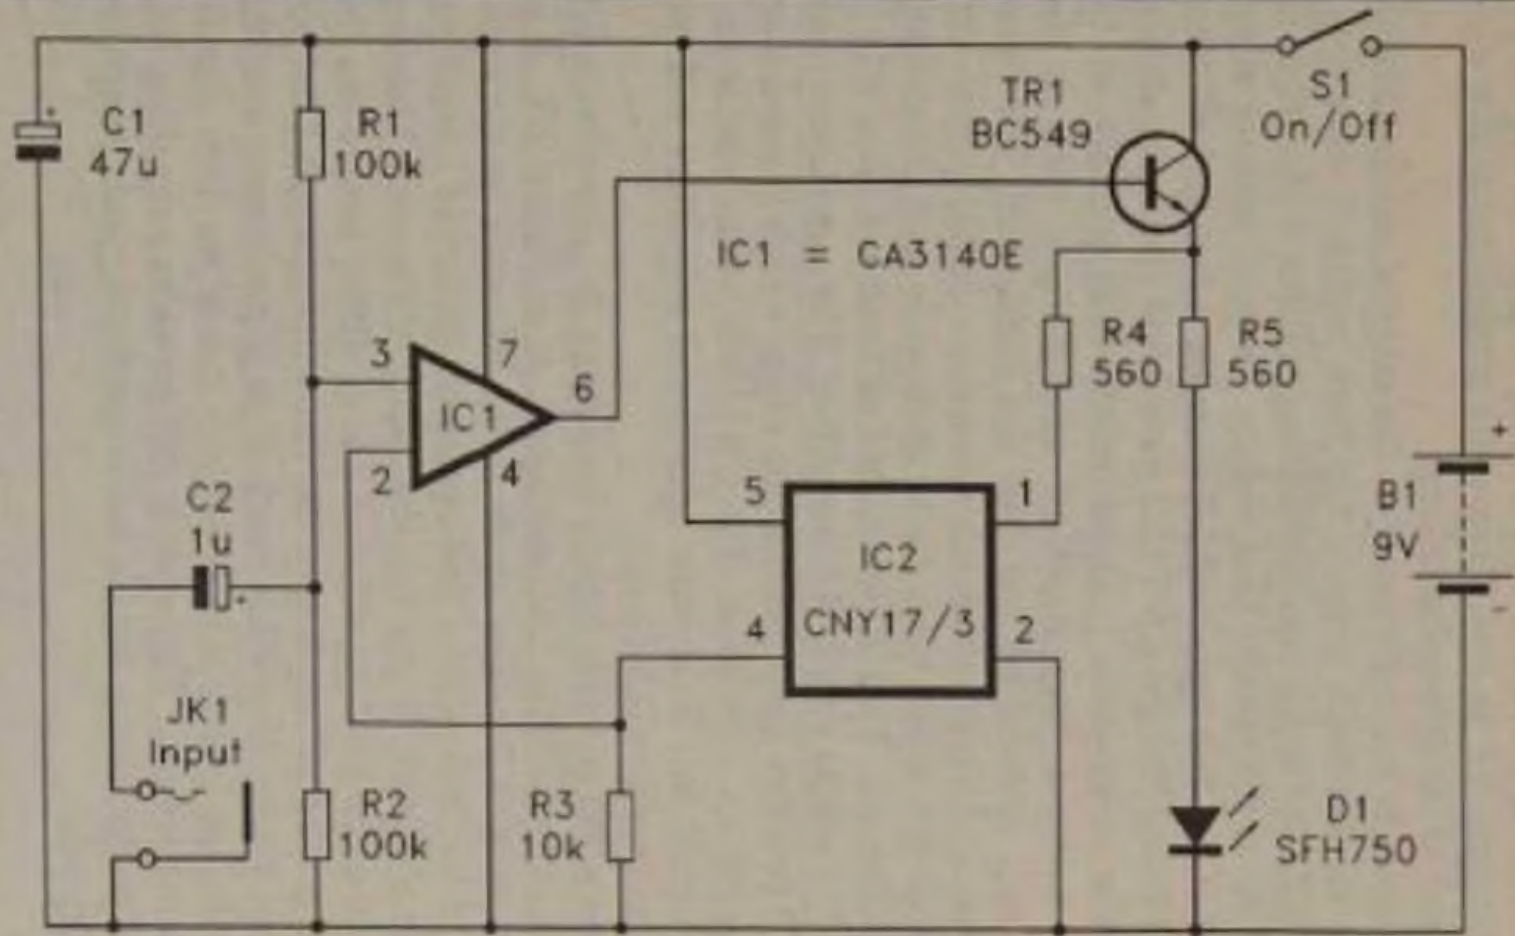 C1
47u
R1
100k
TR1
BC549
S1
On/Off
IC1 = CA3140E
3
7
6
IC1
2
4
R4
560
R5
560
C2
1u
5
1
IC2
CNY17/3
4
2
B1
9V
+
-
JK1
Input
R2
100k
R3
10k
D1
SFH750